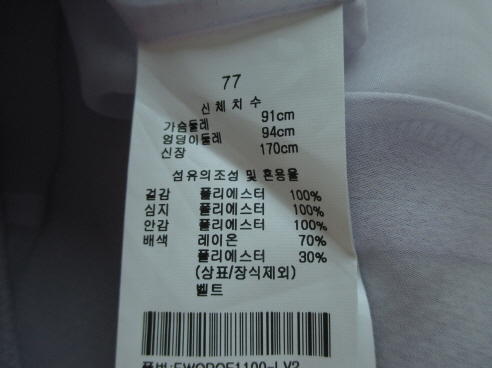 77
신체치수
가슴둘레 91cm
엉덩이둘레 94cm
신장 170cm
섬유의조성 및 혼용율
겉감 폴리에스터 100%
심지 폴리에스터 100%
안감 폴리에스터 100%
배색 레이온 70%
폴리에스터 30%
(상표/장식제외)
벨트